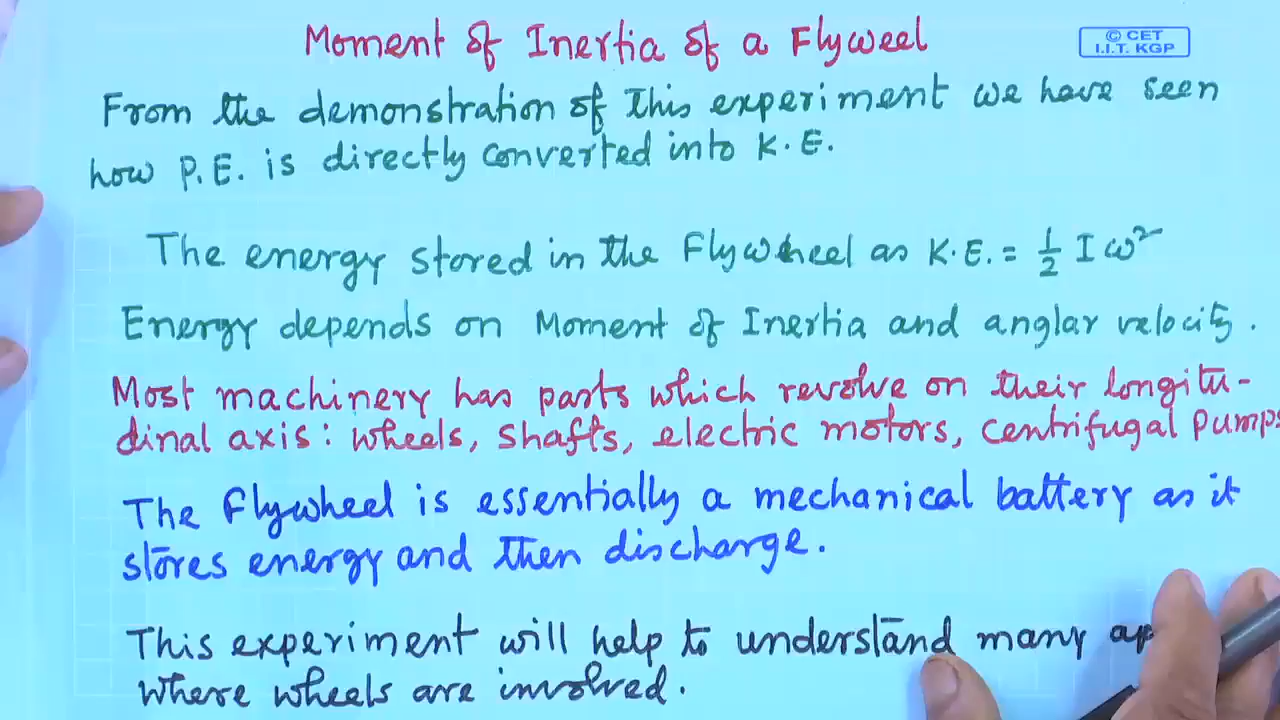 Moment of Inertia of a Flyweel
© CET
I.I.T. KGP
From the demonstration of this experiment we have seen
how P.E. is directly converted into K.E.
The energy stored in the Flywheel as K.E. = 1/2 I ω²
Energy depends on Moment of Inertia and anglar velocity.
Most machinery has parts which revolve on their longitu-
dinal axis: wheels, shafts, electric motors, centrifugal pumps
The flywheel is essentially a mechanical battery as it
stores energy and then discharge.
This experiment will help to understand many
where wheels are involved.